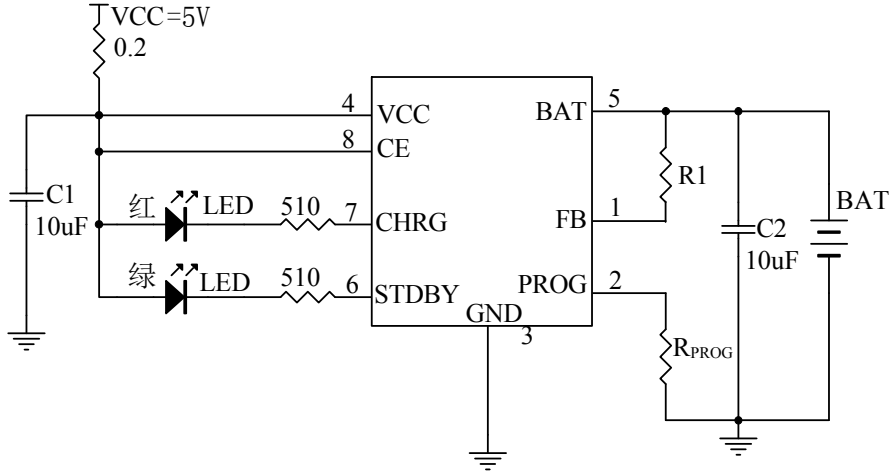 VCC=5V
0.2
4
VCC
BAT
5
8
CE
C1
10uF
红
LED
510
7
CHRG
FB
1
R1
C2
10uF
BAT
绿
LED
510
6
STDBY
PROG
2
GND
3
RPROG